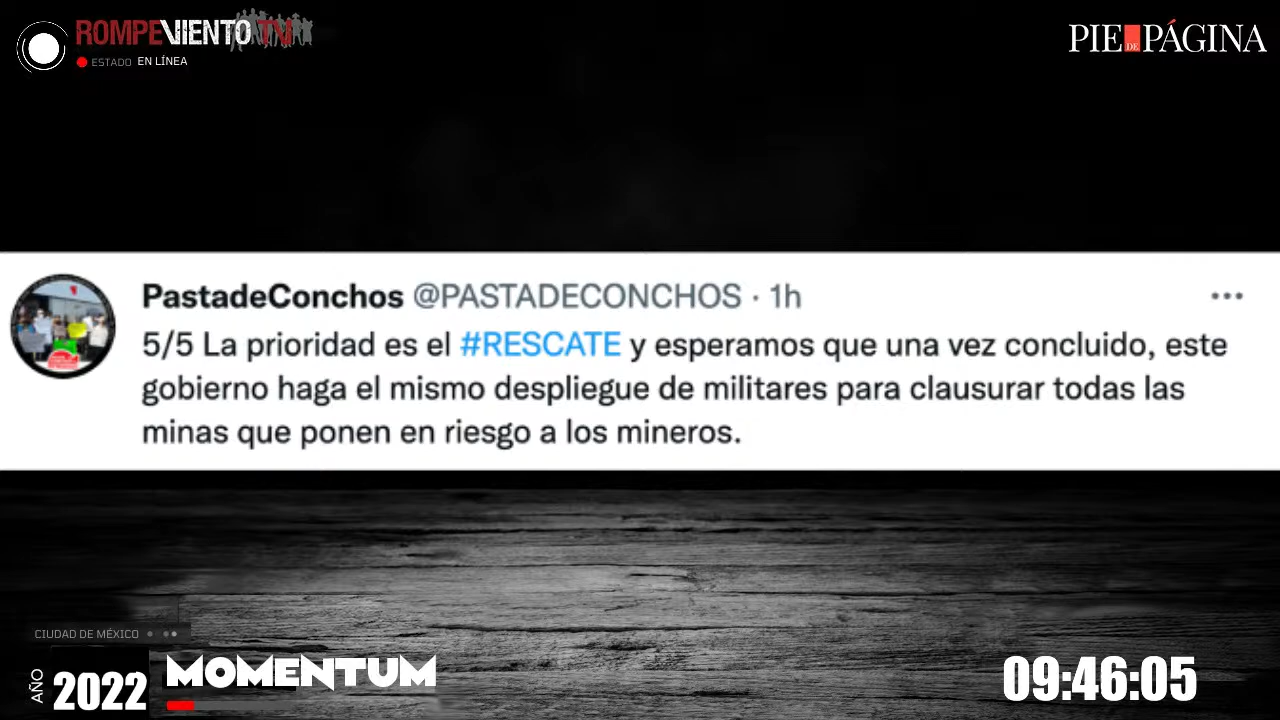 ROMPEVIENTO TV
ESTADO EN LÍNEA
PIE DE PÁGINA
PastadeConchos @PASTADECONCHOS · 1h
5/5 La prioridad es el #RESCATE y esperamos que una vez concluido, este
gobierno haga el mismo despliegue de militares para clausurar todas las
minas que ponen en riesgo a los mineros.
CIUDAD DE MÉXICO
AÑO 2022 MOMENTUM
09:46:05